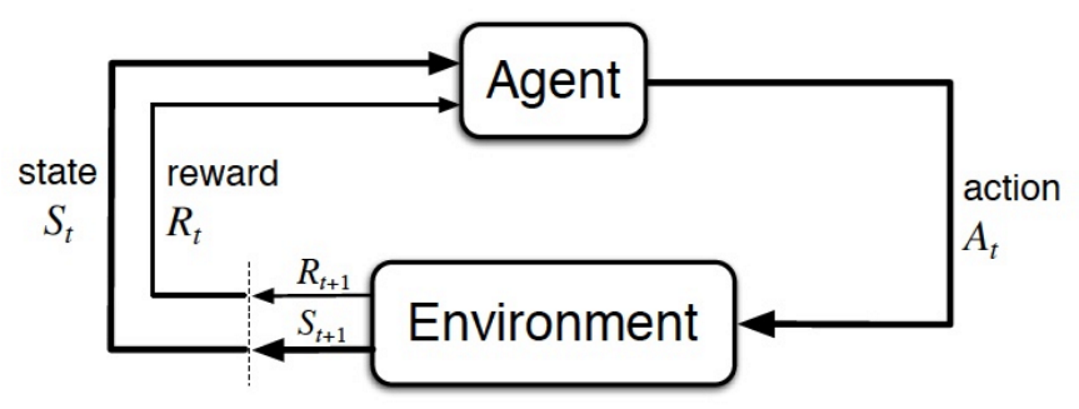 Agent
state
S_t
reward
R_t
action
A_t
R_{t+1}
S_{t+1}
Environment